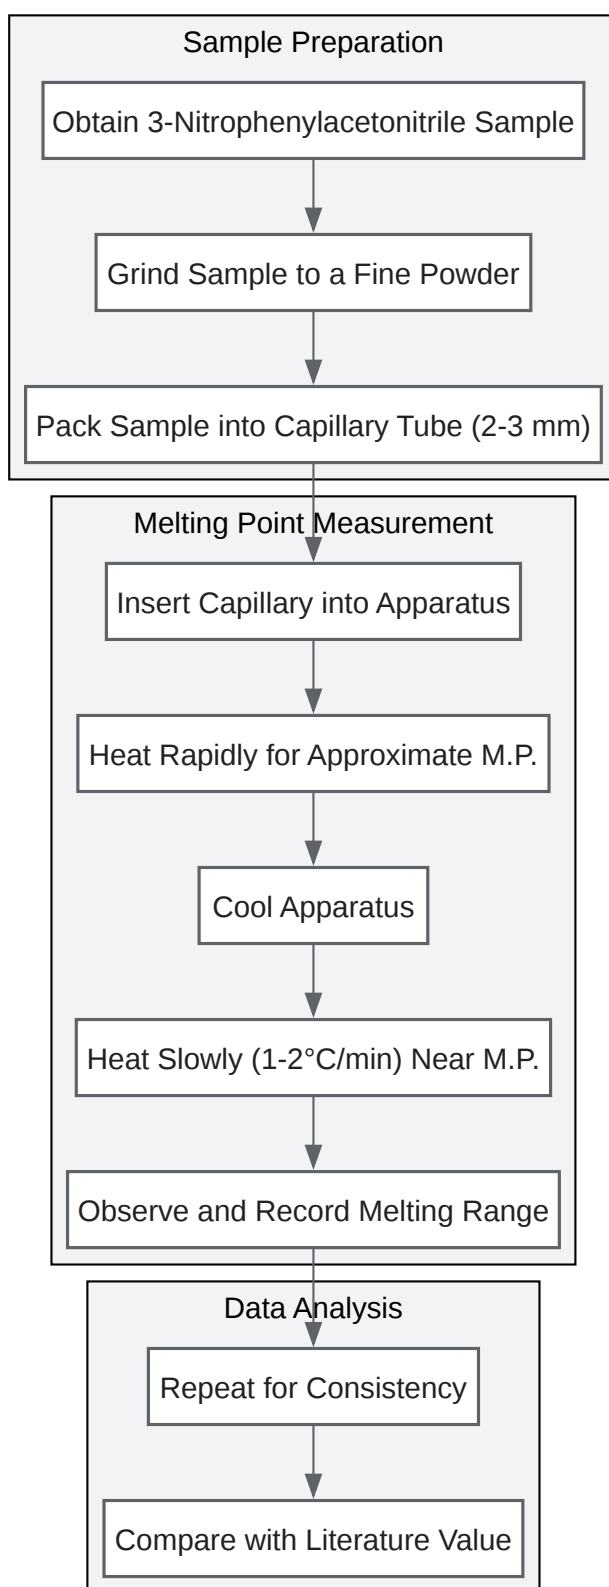 Sample Preparation
Obtain 3-Nitrophenylacetonitrile Sample
Grind Sample to a Fine Powder
Pack Sample into Capillary Tube (2-3 mm)
Melting Point Measurement
Insert Capillary into Apparatus
Heat Rapidly for Approximate M.P.
Cool Apparatus
Heat Slowly (1-2°C/min) Near M.P.
Observe and Record Melting Range
Data Analysis
Repeat for Consistency
Compare with Literature Value